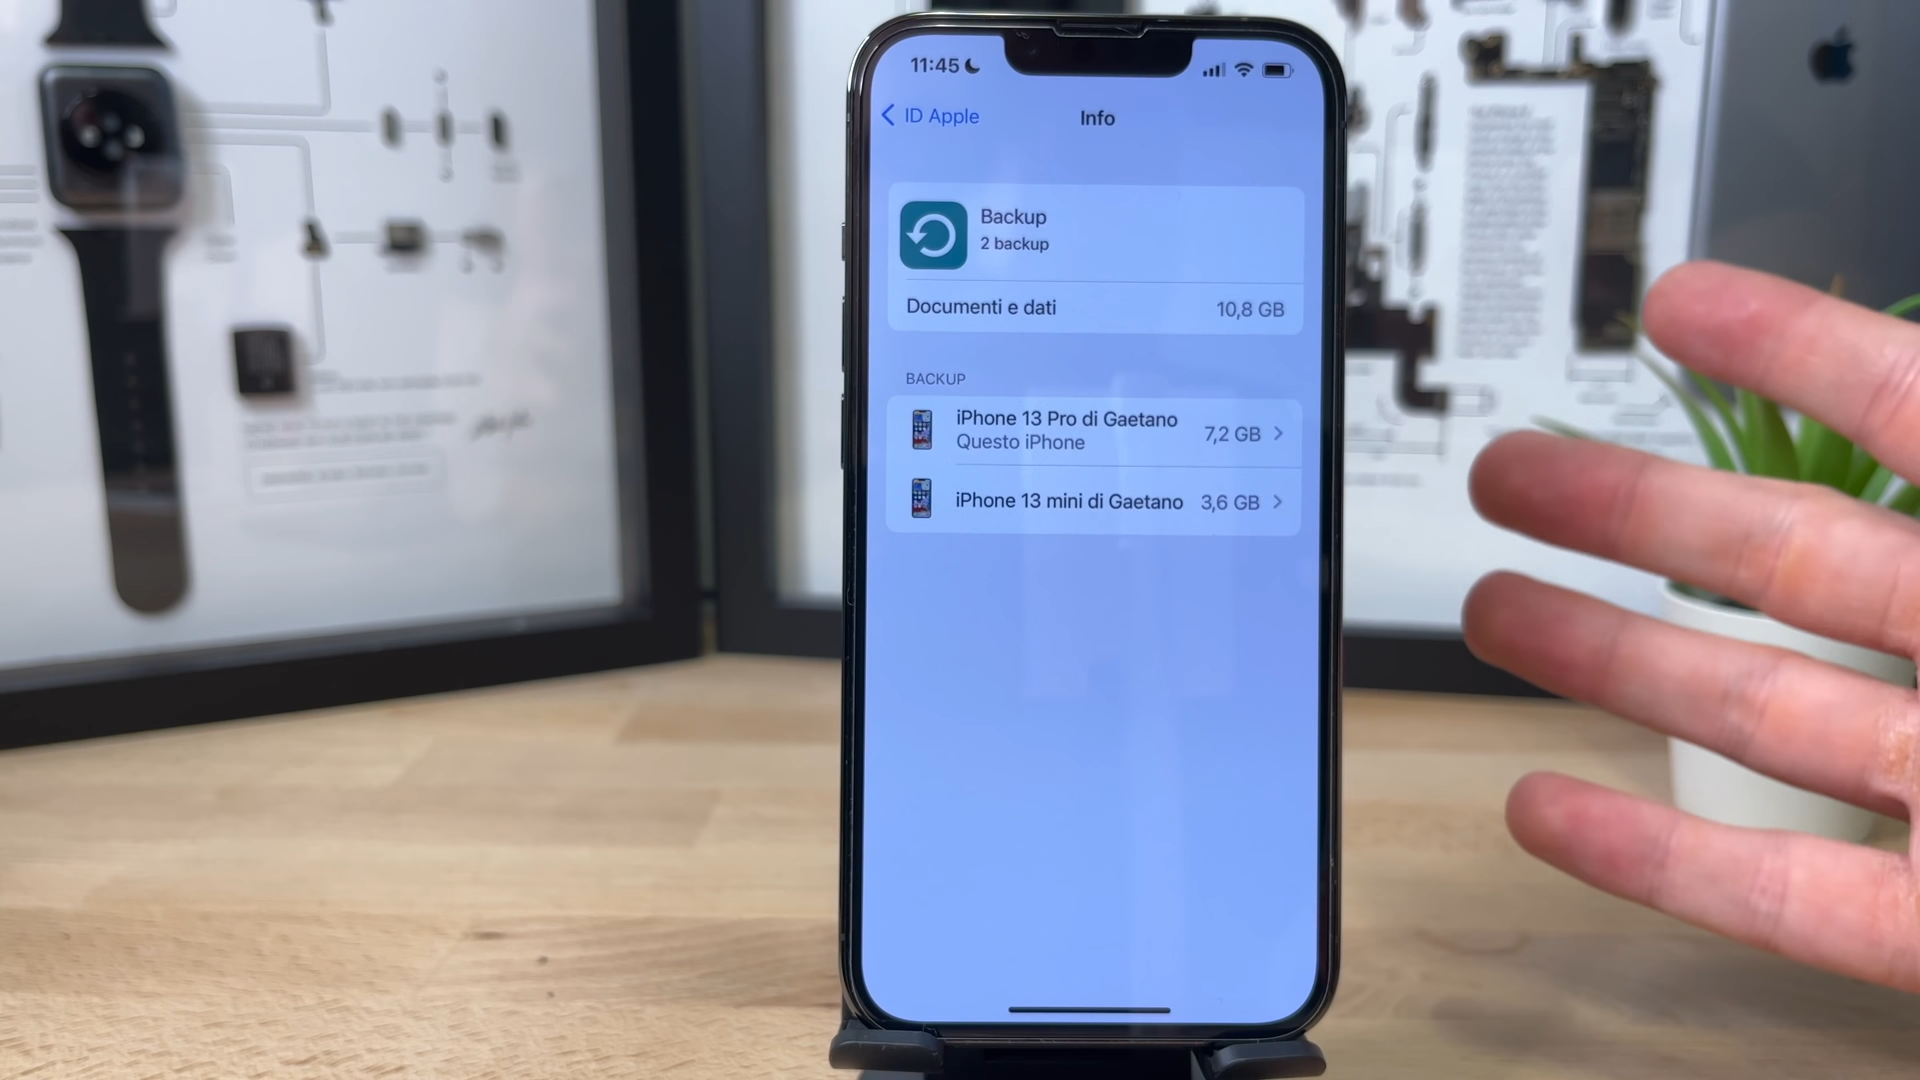 11:45
ID Apple
Info
Backup
2 backup
Documenti e dati 10,8 GB
BACKUP
iPhone 13 Pro di Gaetano 7,2 GB
Questo iPhone
iPhone 13 mini di Gaetano 3,6 GB